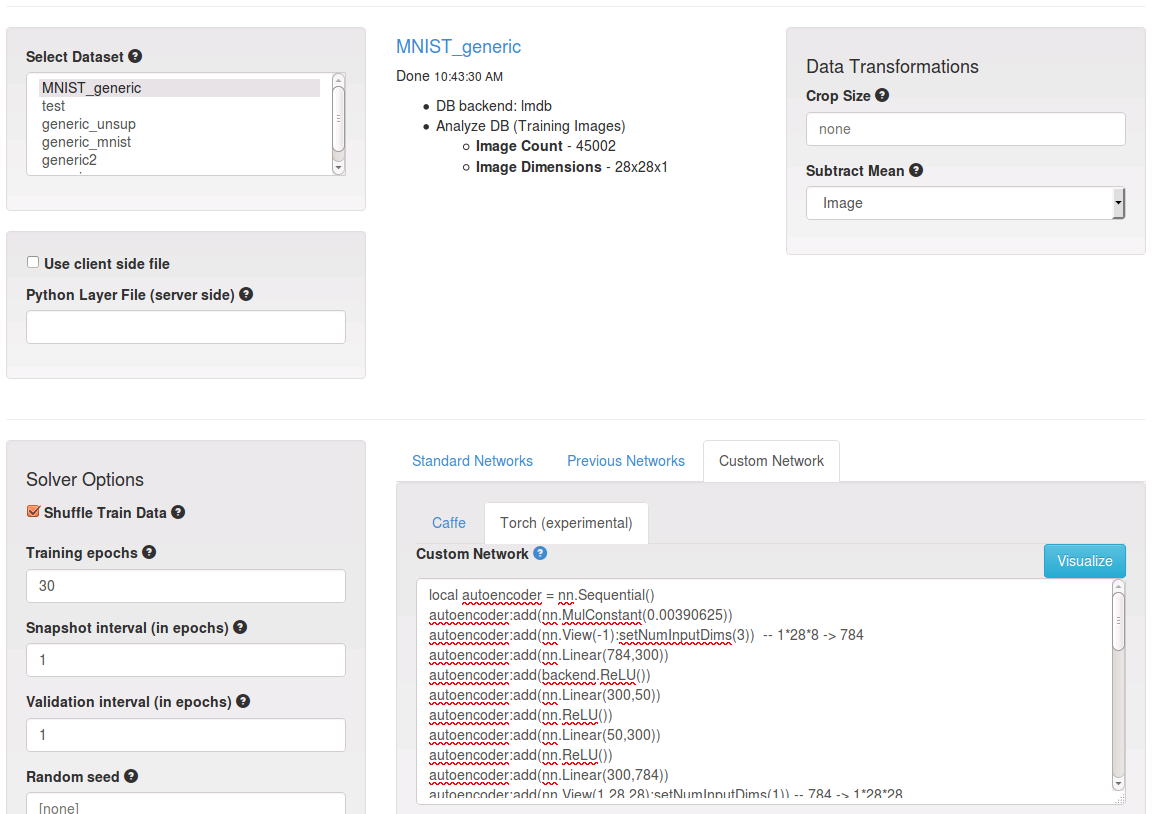 Select Dataset
MNIST_generic
test
generic_unsup
generic_mnist
generic2
Use client side file
Python Layer File (server side)
MNIST_generic
Done 10:43:30 AM
DB backend: lmdb
Analyze DB (Training Images)
Image Count - 45002
Image Dimensions - 28x28x1
Data Transformations
Crop Size
none
Subtract Mean
Image
Solver Options
Shuffle Train Data
Training epochs
30
Snapshot interval (in epochs)
1
Validation interval (in epochs)
1
Random seed
[none]
Standard Networks
Previous Networks
Custom Network
Caffe
Torch (experimental)
Custom Network
Visualize
local autoencoder = nn.Sequential()
autoencoder:add(nn.MulConstant(0.00390625))
autoencoder:add(nn.View(-1):setNumInputDims(3))  -- 1*28*8 -> 784
autoencoder:add(nn.Linear(784,300))
autoencoder:add(backend.ReLU())
autoencoder:add(nn.Linear(300,50))
autoencoder:add(nn.ReLU())
autoencoder:add(nn.Linear(50,300))
autoencoder:add(nn.ReLU())
autoencoder:add(nn.Linear(300,784))
autoencoder:add(nn.View(1,28,28):setNumInputDims(1)) -- 784 -> 1*28*28